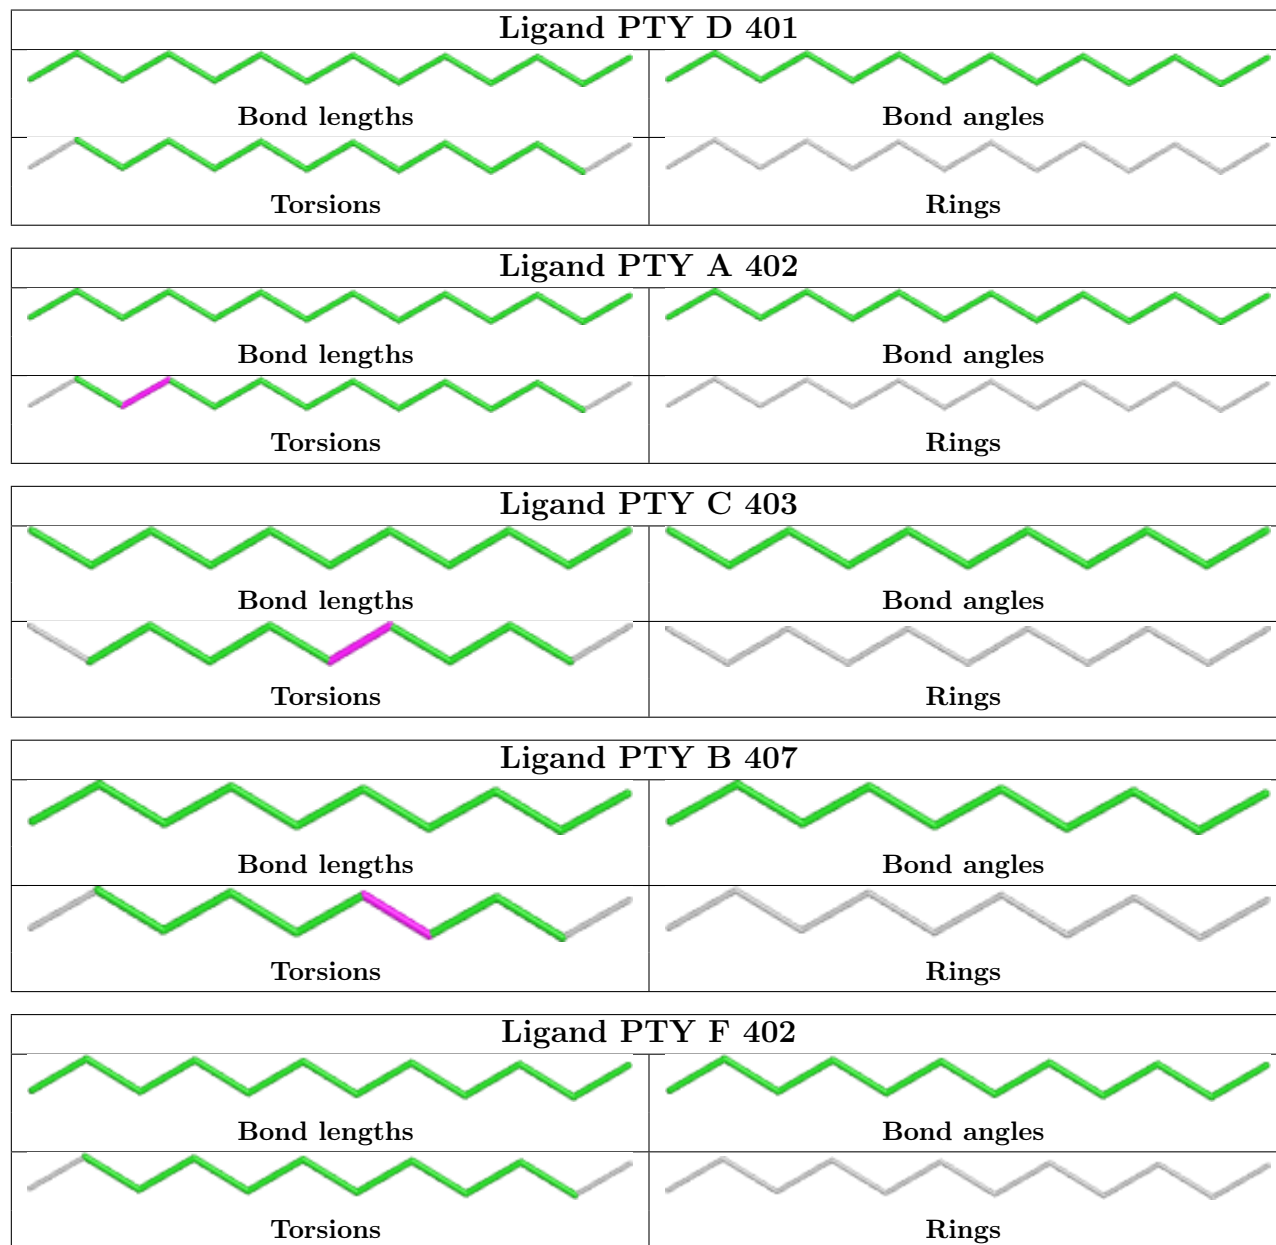 Ligand PTY D 401
Bond lengths
Bond angles
Torsions
Rings
Ligand PTY A 402
Bond lengths
Bond angles
Torsions
Rings
Ligand PTY C 403
Bond lengths
Bond angles
Torsions
Rings
Ligand PTY B 407
Bond lengths
Bond angles
Torsions
Rings
Ligand PTY F 402
Bond lengths
Bond angles
Torsions
Rings